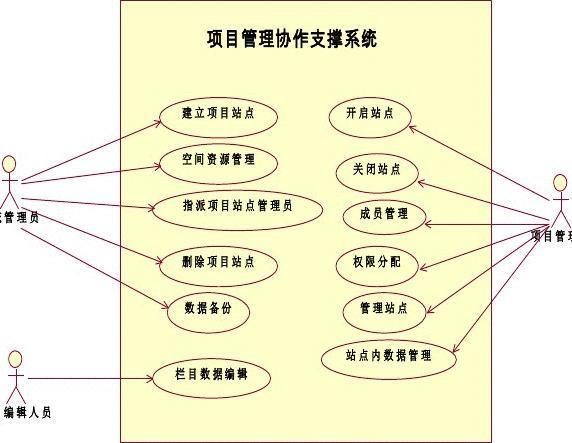 项目管理协作支撑系统
建立项目站点
开启站点
空间资源管理
关闭站点
指派项目站点管理员
成员管理
管理员
项目管理
删除项目站点
权限分配
数据备份
管理站点
站点内数据管理
栏目数据编辑
编辑人员